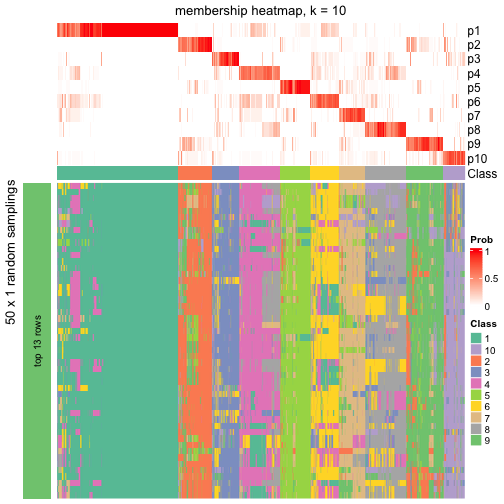 membership heatmap, k = 10
p1
p2
p3
p4
p5
p6
p7
p8
p9
p10
Class
50 x 1 random samplings
top 13 rows
Prob
1
0.5
0
Class
1
10
2
3
4
5
6
7
8
9